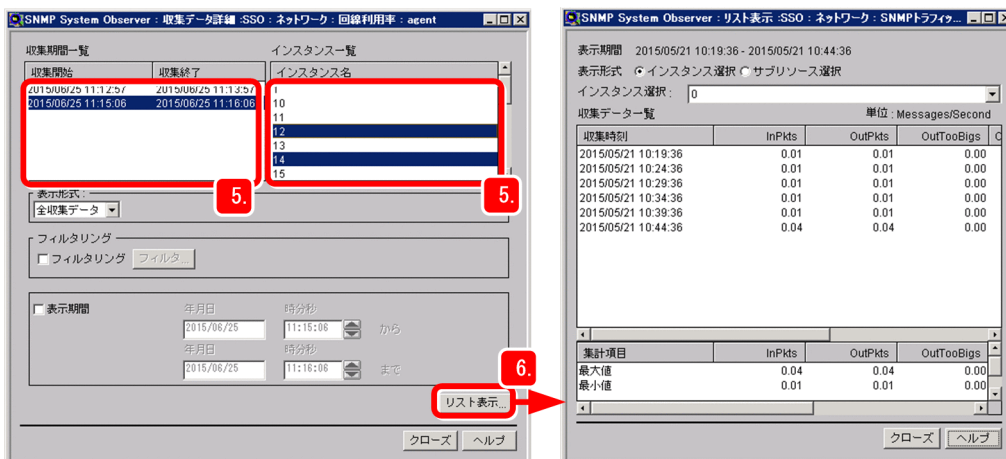 SNMP System Observer : 収集データ詳細 :SSO : ネットワーク : 回線利用率 : agent
収集期間一覧
収集開始 収集終了
2015/06/25 11:12:57 2015/06/25 11:13:57
2015/06/25 11:15:06 2015/06/25 11:16:06
5.
インスタンス一覧
インスタンス名
1
10
11
12
13
14
15
5.
表示形式 :
全収集データ
フィルタリング
フィルタリング フィルタ...
表示期間
年月日 時分秒
2015/06/25 11:15:06 から
年月日 時分秒
2015/06/25 11:16:06 まで
6.
リスト表示...
クローズ ヘルプ
SNMP System Observer : リスト表示 :SSO : ネットワーク : SNMPトラフィッ...
表示期間 2015/05/21 10:19:36 - 2015/05/21 10:44:36
表示形式 インスタンス選択 サブリソース選択
インスタンス選択 : 0
収集データ一覧 単位 : Messages/Second
収集時刻 InPkts OutPkts OutTooBigs
2015/05/21 10:19:36 0.01 0.01 0.00
2015/05/21 10:24:36 0.01 0.01 0.00
2015/05/21 10:29:36 0.01 0.01 0.00
2015/05/21 10:34:36 0.01 0.01 0.00
2015/05/21 10:39:36 0.01 0.01 0.00
2015/05/21 10:44:36 0.04 0.04 0.00
集計項目 InPkts OutPkts OutTooBigs
最大値 0.04 0.04 0.00
最小値 0.01 0.01 0.00
クローズ ヘルプ